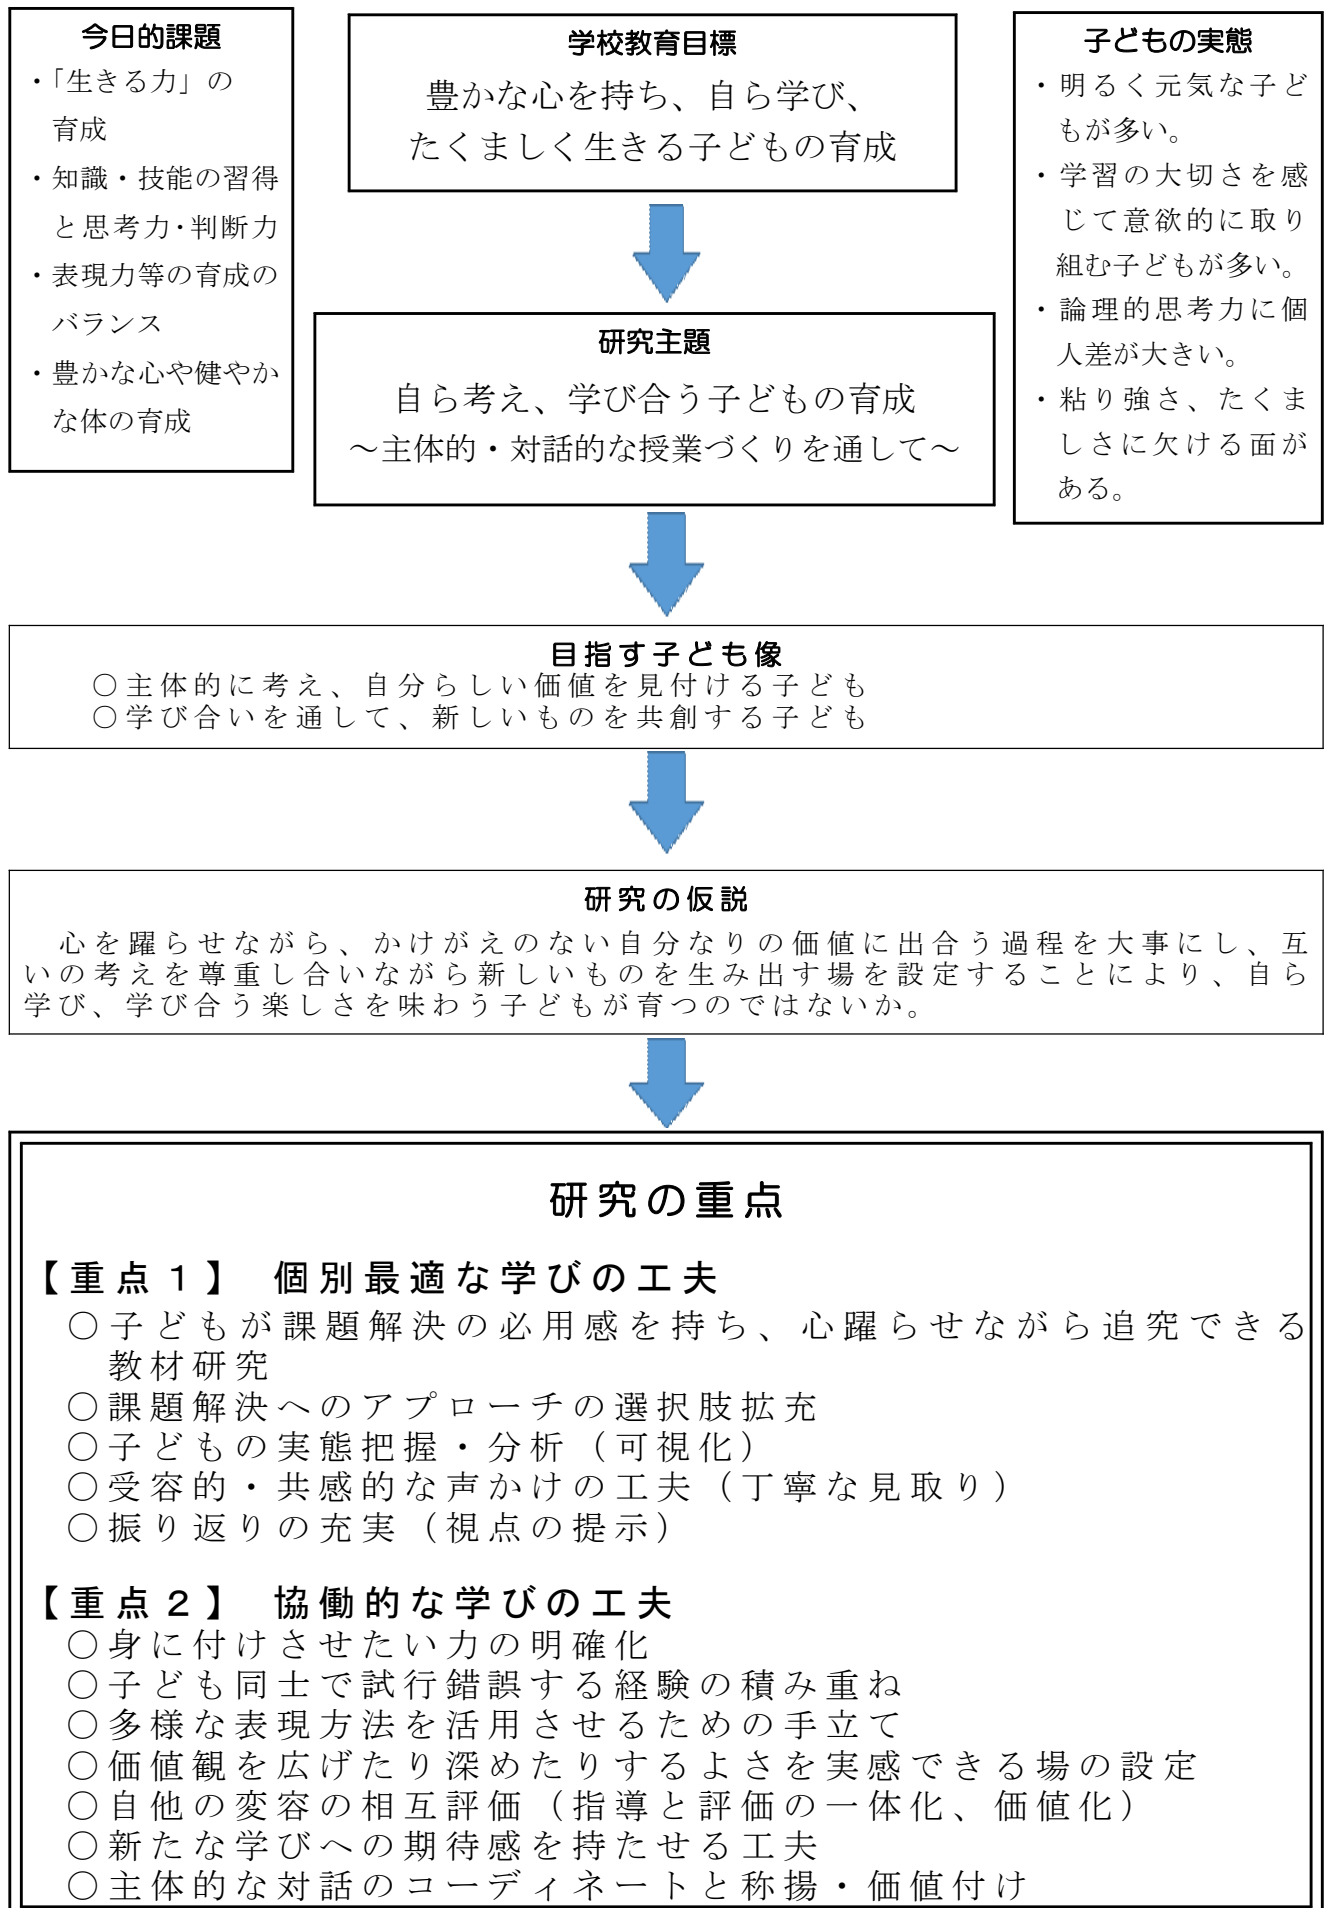 今日的課題
・「生きる力」の
育成
・知識・技能の習得
と思考力･判断力
・表現力等の育成の
バランス
・豊かな心や健やか
な体の育成
学校教育目標
豊かな心を持ち、自ら学び、
たくましく生きる子どもの育成
子どもの実態
・明るく元気な子ど
もが多い。
・学習の大切さを感
じて意欲的に取り
組む子どもが多い。
・論理的思考力に個
人差が大きい。
・粘り強さ、たくま
しさに欠ける面が
ある。
研究主題
自ら考え、学び合う子どもの育成
～主体的・対話的な授業づくりを通して～
目指す子ども像
○主体的に考え、自分らしい価値を見付ける子ども
○学び合いを通して、新しいものを共創する子ども
研究の仮説
心を躍らせながら、かけがえのない自分なりの価値に出合う過程を大事にし、互
いの考えを尊重し合いながら新しいものを生み出す場を設定することにより、自ら
学び、学び合う楽しさを味わう子どもが育つのではないか。
研究の重点
【重点１】 個別最適な学びの工夫
○子どもが課題解決の必用感を持ち、心躍らせながら追究できる
教材研究
○課題解決へのアプローチの選択肢拡充
○子どもの実態把握・分析（可視化）
○受容的・共感的な声かけの工夫（丁寧な見取り）
○振り返りの充実（視点の提示）
【重点２】 協働的な学びの工夫
○身に付けさせたい力の明確化
○子ども同士で試行錯誤する経験の積み重ね
○多様な表現方法を活用させるための手立て
○価値観を広げたり深めたりするよさを実感できる場の設定
○自他の変容の相互評価（指導と評価の一体化、価値化）
○新たな学びへの期待感を持たせる工夫
○主体的な対話のコーディネートと称揚・価値付け